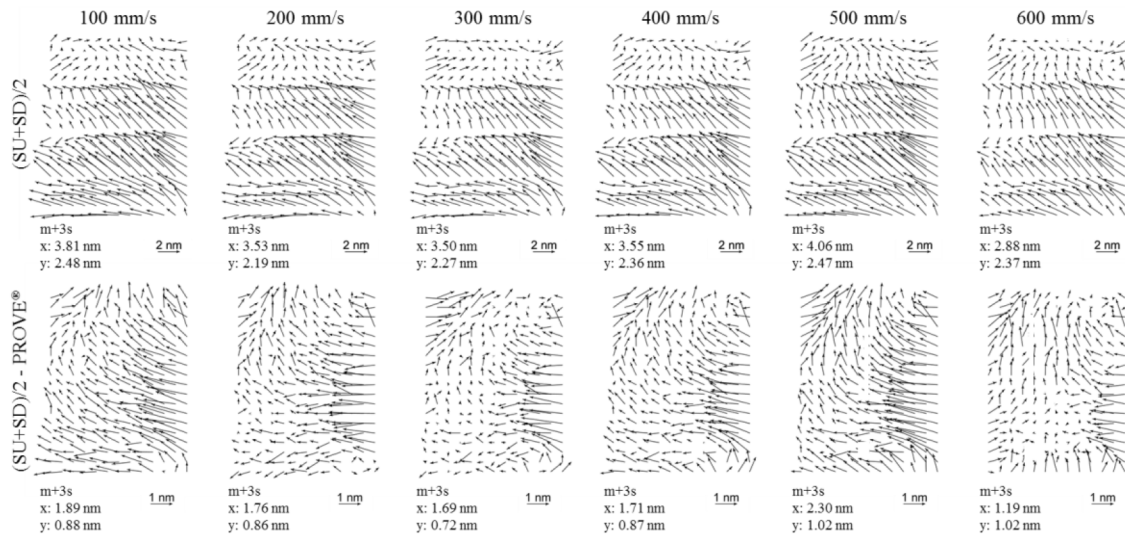 100 mm/s 200 mm/s 300 mm/s 400 mm/s 500 mm/s 600 mm/s
(SU+SD)/2
m+3s m+3s m+3s m+3s m+3s m+3s
x: 3.81 nm 2 nm x: 3.53 nm 2 nm x: 3.50 nm 2 nm x: 3.55 nm 2 nm x: 4.06 nm 2 nm x: 2.88 nm 2 nm
y: 2.48 nm y: 2.19 nm y: 2.27 nm y: 2.36 nm y: 2.47 nm y: 2.37 nm
(SU+SD)/2 - PROVE®
m+3s 1 nm m+3s 1 nm m+3s 1 nm m+3s 1 nm m+3s 1 nm m+3s 1 nm
x: 1.89 nm x: 1.76 nm x: 1.69 nm x: 1.71 nm x: 2.30 nm x: 1.19 nm
y: 0.88 nm y: 0.86 nm y: 0.72 nm y: 0.87 nm y: 1.02 nm y: 1.02 nm